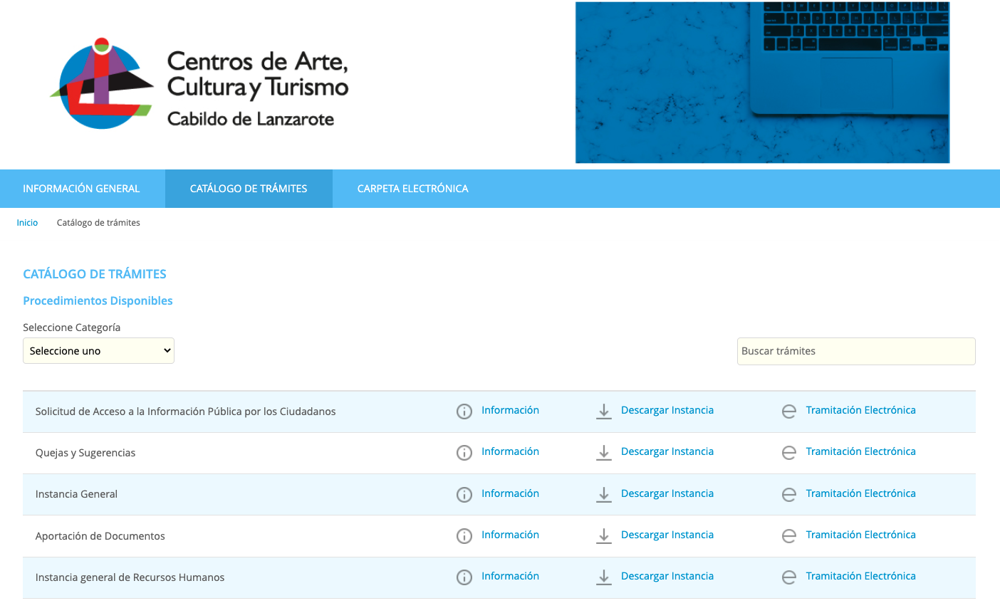 Centros de Arte,
Cultura y Turismo
Cabildo de Lanzarote
INFORMACIÓN GENERAL CATÁLOGO DE TRÁMITES CARPETA ELECTRÓNICA
Inicio Catálogo de trámites
CATÁLOGO DE TRÁMITES
Procedimientos Disponibles
Seleccione Categoría
Seleccione uno Buscar trámites
Solicitud de Acceso a la Información Pública por los Ciudadanos Información Descargar Instancia Tramitación Electrónica
Quejas y Sugerencias Información Descargar Instancia Tramitación Electrónica
Instancia General Información Descargar Instancia Tramitación Electrónica
Aportación de Documentos Información Descargar Instancia Tramitación Electrónica
Instancia general de Recursos Humanos Información Descargar Instancia Tramitación Electrónica